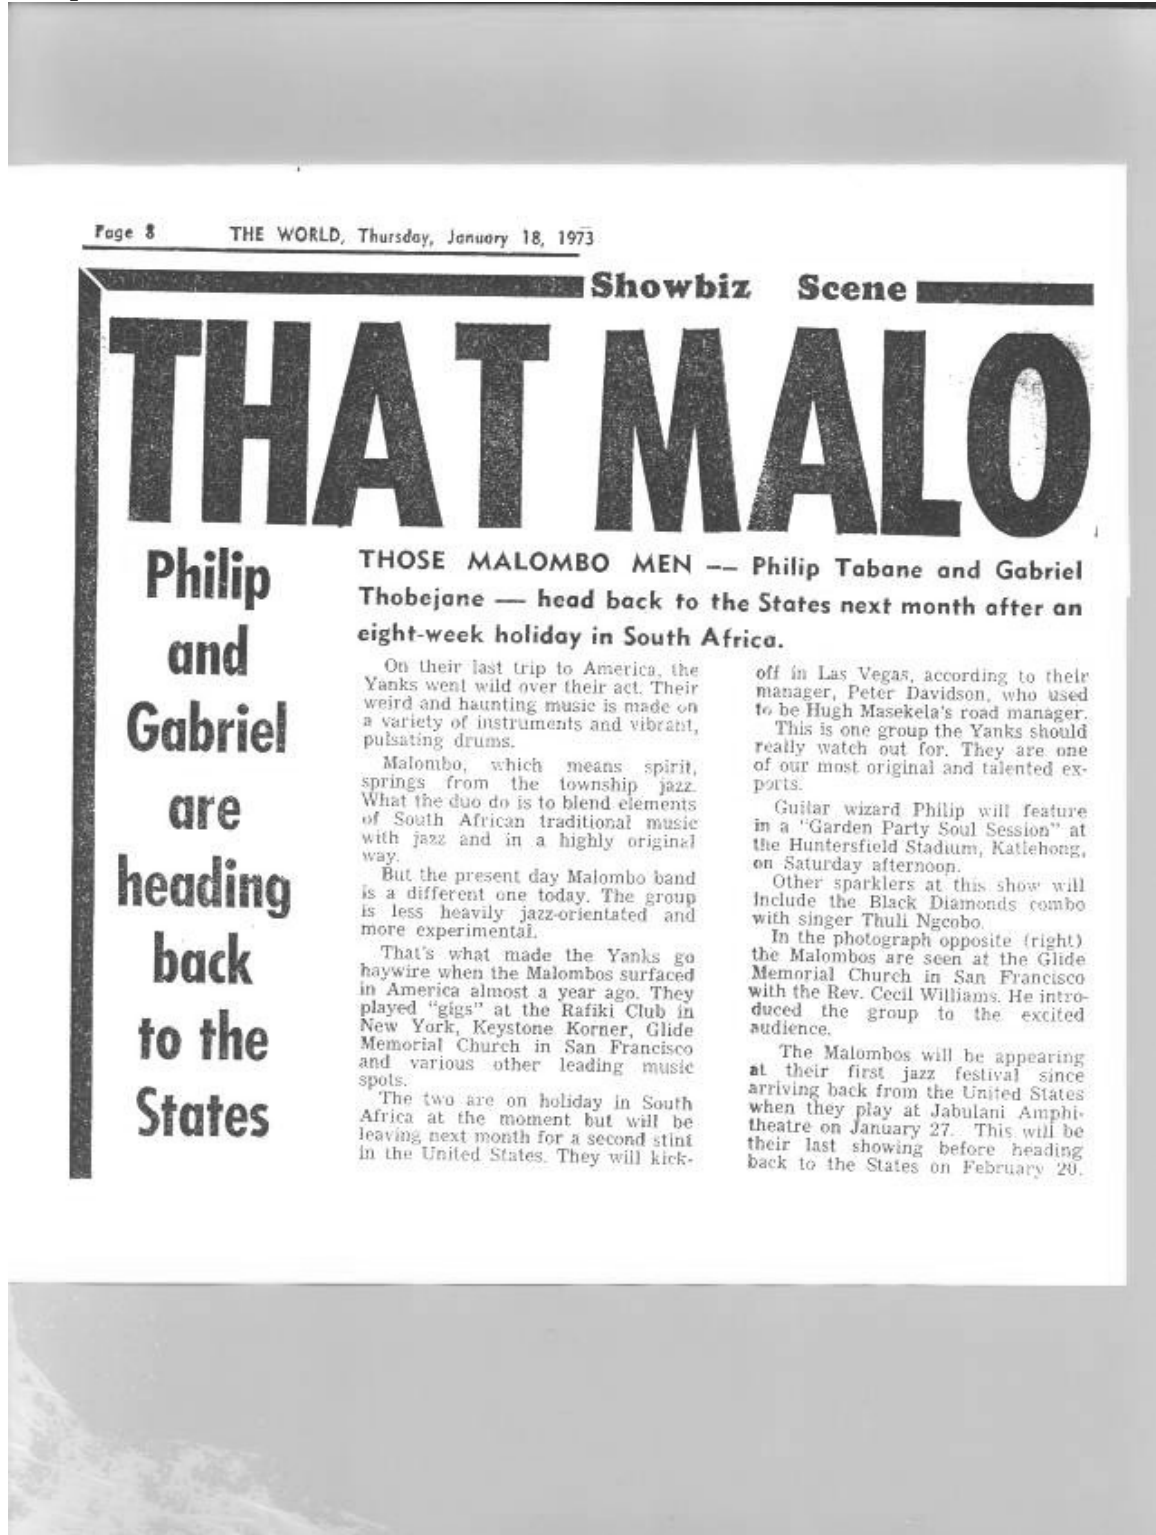 Page 8 THE WORLD, Thursday, January 18, 1973
Showbiz Scene
THAT MALO
Philip
and
Gabriel
are
heading
back
to the
States
THOSE MALOMBO MEN -- Philip Tabane and Gabriel
Thobejane — head back to the States next month after an
eight-week holiday in South Africa.
On their last trip to America, the
Yanks went wild over their act. Their
weird and haunting music is made on
a variety of instruments and vibrant,
pulsating drums.
Malombo, which means spirit,
springs from the township jazz.
What the duo do is to blend elements
of South African traditional music
with jazz and in a highly original
way.
But the present day Malombo band
is a different one today. The group
is less heavily jazz-orientated and
more experimental.
That's what made the Yanks go
haywire when the Malombos surfaced
in America almost a year ago. They
played "gigs" at the Rafiki Club in
New York, Keystone Korner, Glide
Memorial Church in San Francisco
and various other leading music
spots.
The two are on holiday in South
Africa at the moment but will be
leaving next month for a second stint
in the United States. They will kick-
off in Las Vegas, according to their
manager, Peter Davidson, who used
to be Hugh Masekela's road manager.
This is one group the Yanks should
really watch out for. They are one
of our most original and talented ex-
ports.
Guitar wizard Philip will feature
in a "Garden Party Soul Session" at
the Huntersfield Stadium, Katlehong,
on Saturday afternoon.
Other sparklers at this show will
include the Black Diamonds combo
with singer Thuli Ngcobo.
In the photograph opposite (right)
the Malombos are seen at the Glide
Memorial Church in San Francisco
with the Rev. Cecil Williams. He intro-
duced the group to the excited
audience.
The Malombos will be appearing
at their first jazz festival since
arriving back from the United States
when they play at Jabulani Amphi-
theatre on January 27. This will be
their last showing before heading
back to the States on February 20.